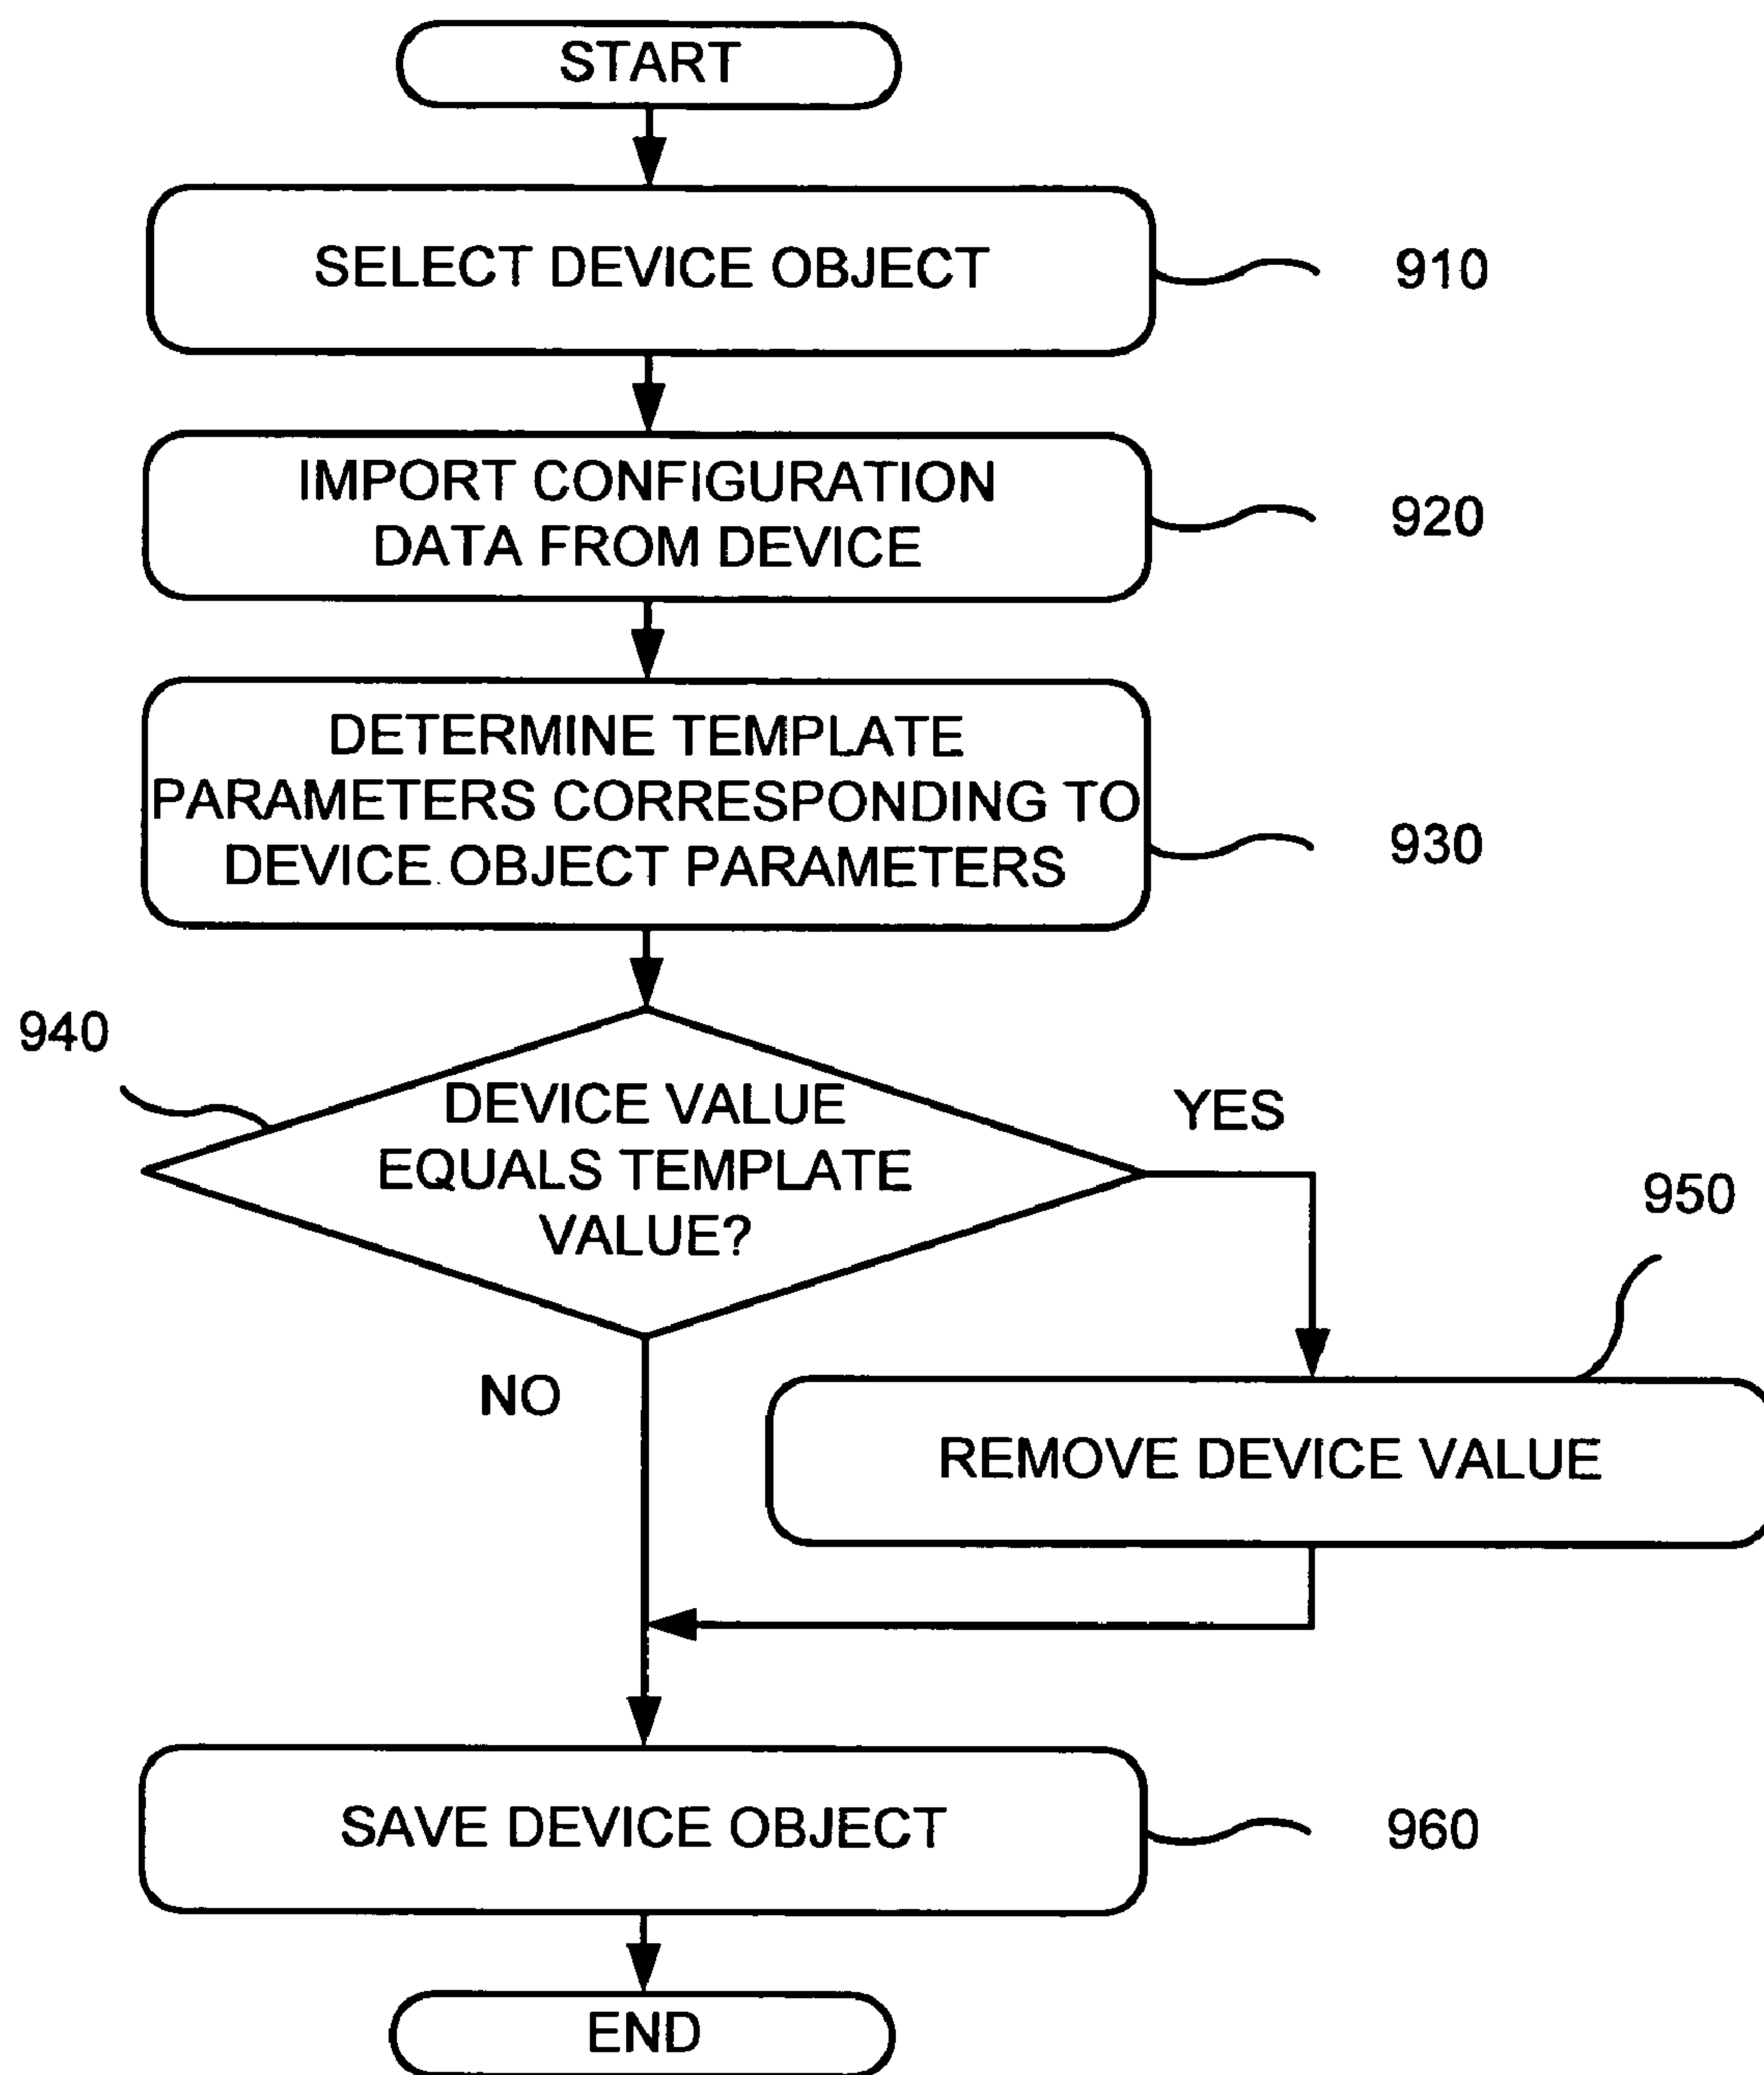 START
SELECT DEVICE OBJECT
910
IMPORT CONFIGURATION
DATA FROM DEVICE
920
DETERMINE TEMPLATE
PARAMETERS CORRESPONDING TO
DEVICE OBJECT PARAMETERS
930
940
DEVICE VALUE
EQUALS TEMPLATE
VALUE?
YES
950
NO
REMOVE DEVICE VALUE
SAVE DEVICE OBJECT
960
END